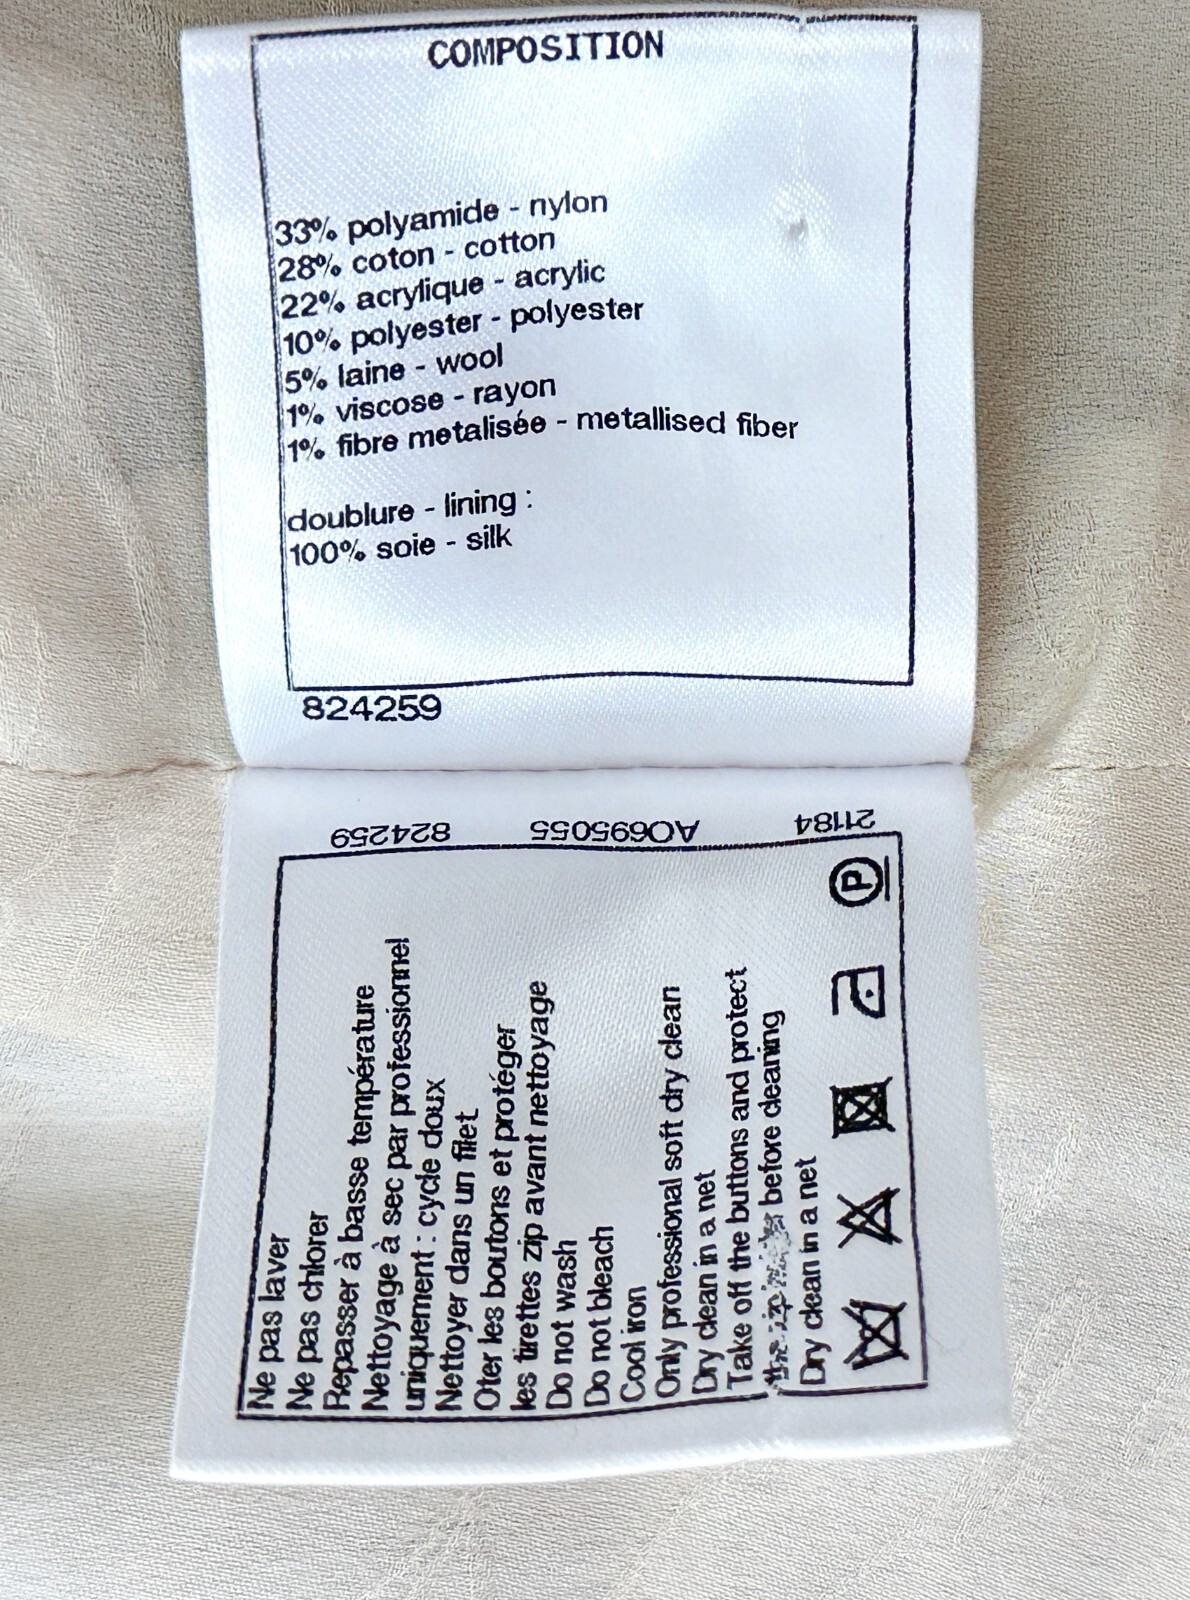 COMPOSITION
33% polyamide - nylon
28% coton - cotton
22% acrylique - acrylic
10% polyester - polyester
5% laine - wool
1% viscose - rayon
1% fibre metalisée - metallised fiber
doublure - lining :
100% soie - silk
824259
21184 AO695055 824259
Ne pas laver
Ne pas chlorer
Repasser à basse température
Nettoyage à sec par professionnel
uniquement : cycle doux
Nettoyer dans un filet
Oter les boutons et protéger
les tirettes zip avant nettoyage
Do not wash
Do not bleach
Cool iron
Only professional soft dry clean
Dry clean in a net
Take off the buttons and protect
the zip before cleaning
Dry clean in a net
P